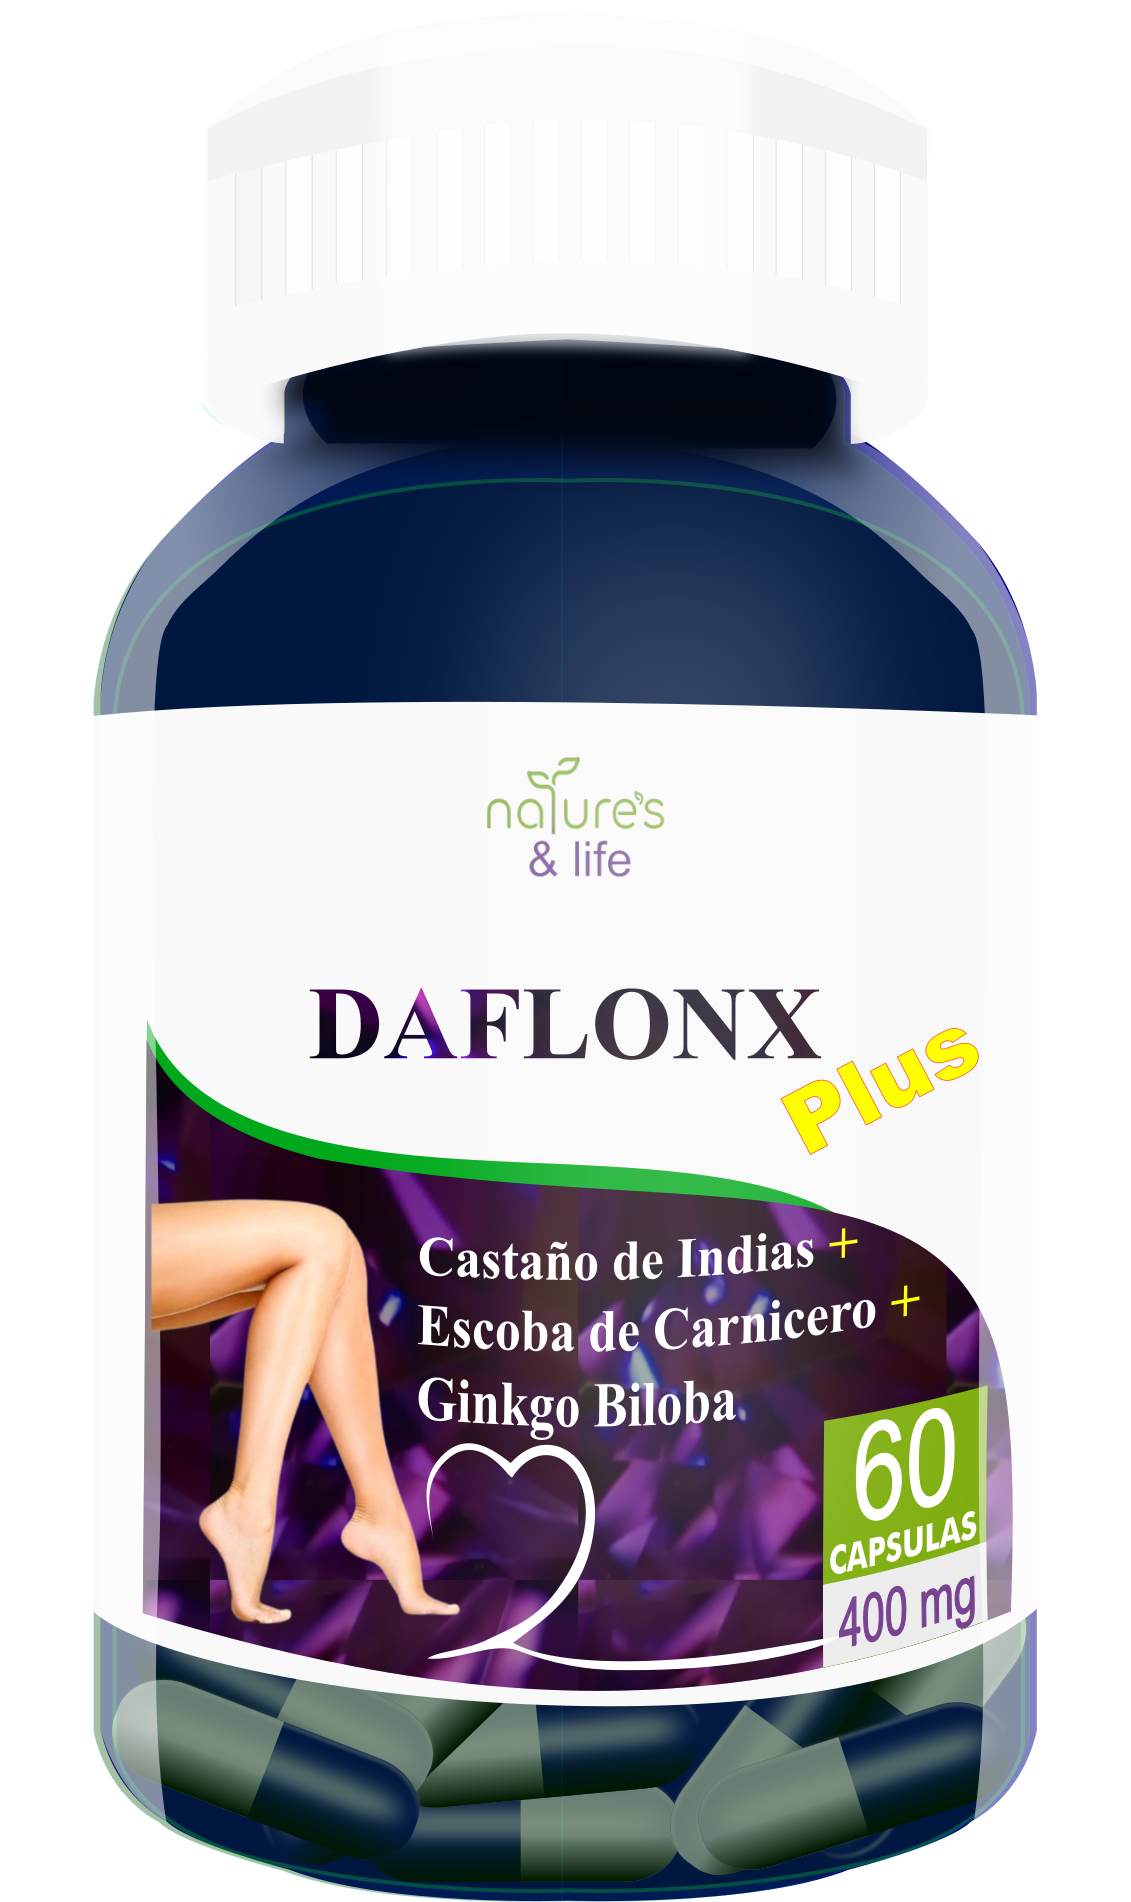 nature's
& life
DAFLONX
Plus
Castaño de Indias +
Escoba de Carnicero +
Ginkgo Biloba
60
CAPSULAS
400 mg